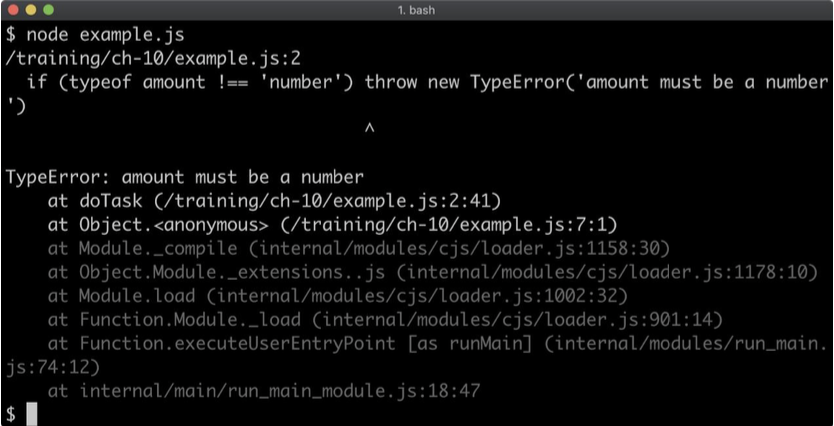 1. bash
$ node example.js
/training/ch-10/example.js:2
  if (typeof amount !== 'number') throw new TypeError('amount must be a number
')
                                  ^
TypeError: amount must be a number
    at doTask (/training/ch-10/example.js:2:41)
    at Object.<anonymous> (/training/ch-10/example.js:7:1)
    at Module._compile (internal/modules/cjs/loader.js:1158:30)
    at Object.Module._extensions..js (internal/modules/cjs/loader.js:1178:10)
    at Module.load (internal/modules/cjs/loader.js:1002:32)
    at Function.Module._load (internal/modules/cjs/loader.js:901:14)
    at Function.executeUserEntryPoint [as runMain] (internal/modules/run_main.
js:74:12)
    at internal/main/run_main_module.js:18:47
$